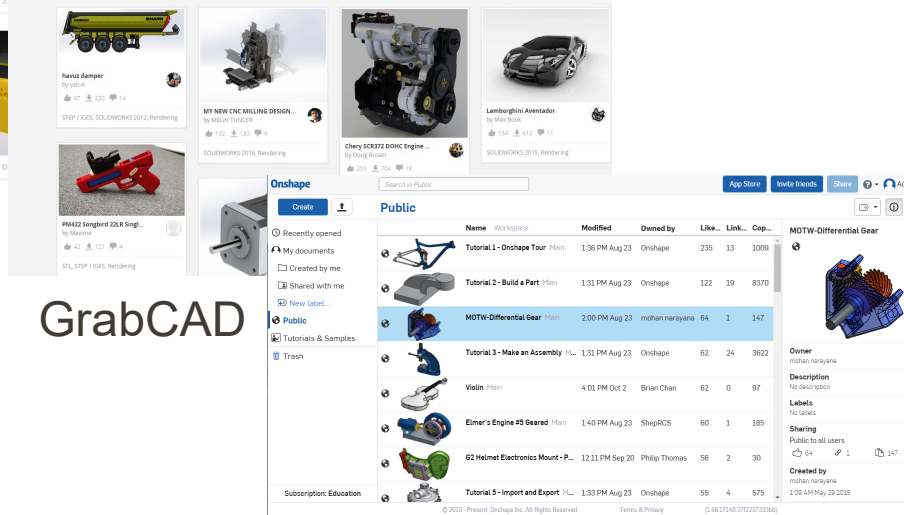 havuz damper
by yalcin
97 220 14
STEP / IGES, SOLIDWORKS 2012, Rendering
MY NEW CNC MILLING DESIGN...
by MELIH TUNCER
102 180 8
SOLIDWORKS 2016, Rendering
Chery SCR372 DOHC Engine ...
by Doug Broast
255 704 18
Lamborghini Aventador
by Max Book
134 413 11
SOLIDWORKS 2015, Rendering
PM422 Songbird 22LR Singl...
by Maxime
42 121 4
STL, STEP / IGES, Rendering
GrabCAD
Onshape
Search in Public
App Store
Invite friends
Share
Create
Public
Recently opened
My documents
Created by me
Shared with me
New label...
Public
Tutorials & Samples
Trash
Subscription: Education
Name Workspace Modified Owned by Like... Link... Cop...
Tutorial 1 - Onshape Tour Main 1:36 PM Aug 23 Onshape 235 13 1009
Tutorial 2 - Build a Part Main 1:31 PM Aug 23 Onshape 122 19 8370
MOTW-Differential Gear Main 2:00 PM Aug 23 mohan narayana 64 1 147
Tutorial 3 - Make an Assembly M... 1:31 PM Aug 23 Onshape 62 24 3622
Violin Main 4:01 PM Oct 2 Brian Chan 62 0 97
Elmer's Engine #5 Geared Main 1:40 PM Aug 23 ShepRCS 60 1 185
G2 Helmet Electronics Mount - P... 12:11 PM Sep 20 Philip Thomas 56 2 30
Tutorial 5 - Import and Export M... 1:33 PM Aug 23 Onshape 55 4 575
MOTW-Differential Gear
Owner
mohan narayana
Description
No description
Labels
No labels
Sharing
Public to all users
64 1 147
Created by
mohan narayana
1:09 AM May 29 2015
© 2013 - Present, Onshape Inc. All Rights Reserved. Terms & Privacy (1.56.17140.27f2237333bb)